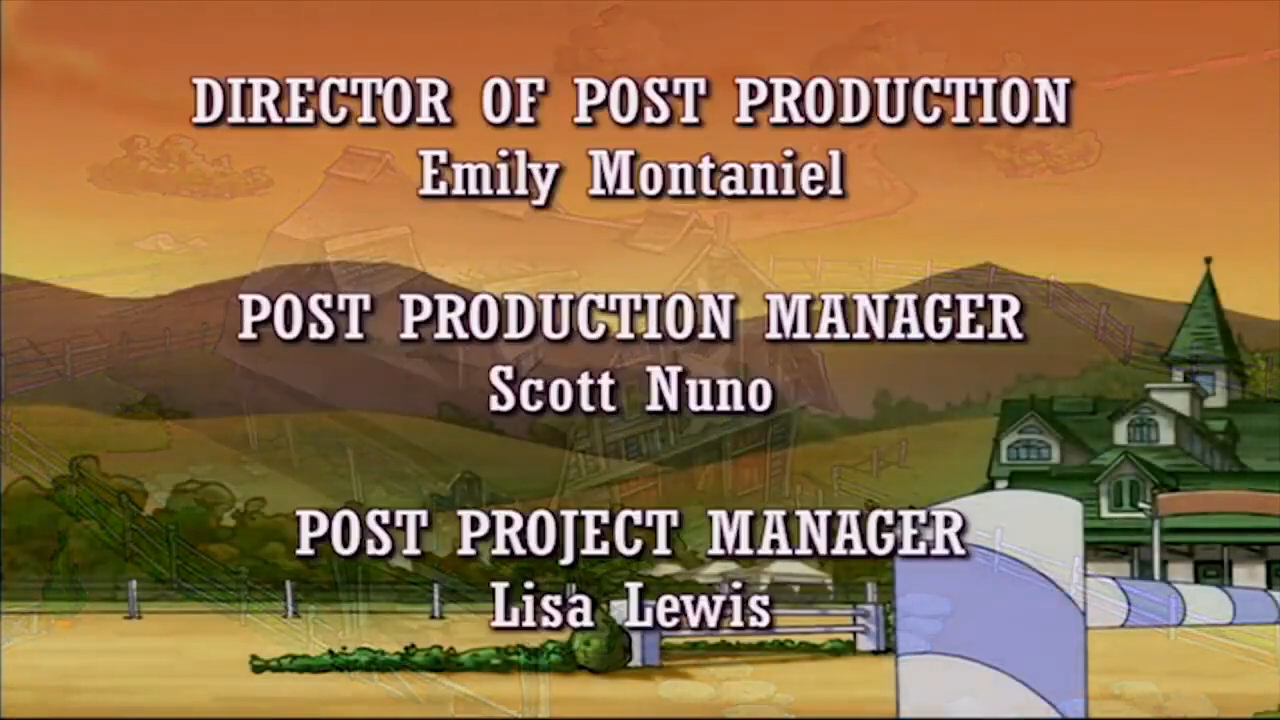 DIRECTOR OF POST PRODUCTION
Emily Montaniel
POST PRODUCTION MANAGER
Scott Nuno
POST PROJECT MANAGER
Lisa Lewis